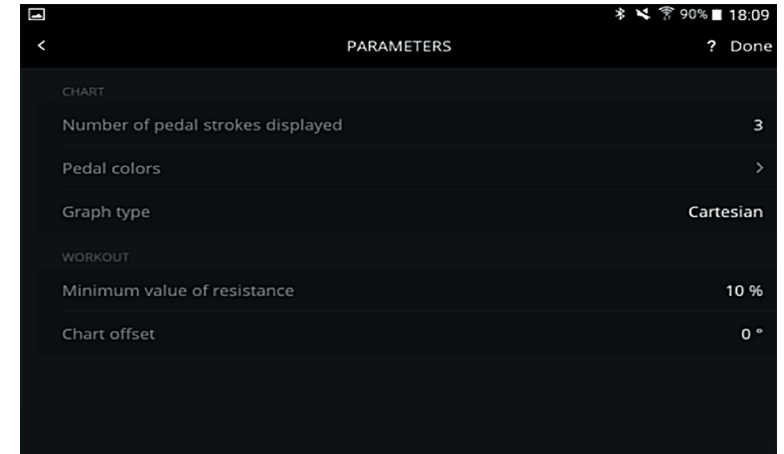 90% 18:09
< PARAMETERS ? Done
CHART
Number of pedal strokes displayed 3
Pedal colors >
Graph type Cartesian
WORKOUT
Minimum value of resistance 10 %
Chart offset 0 °